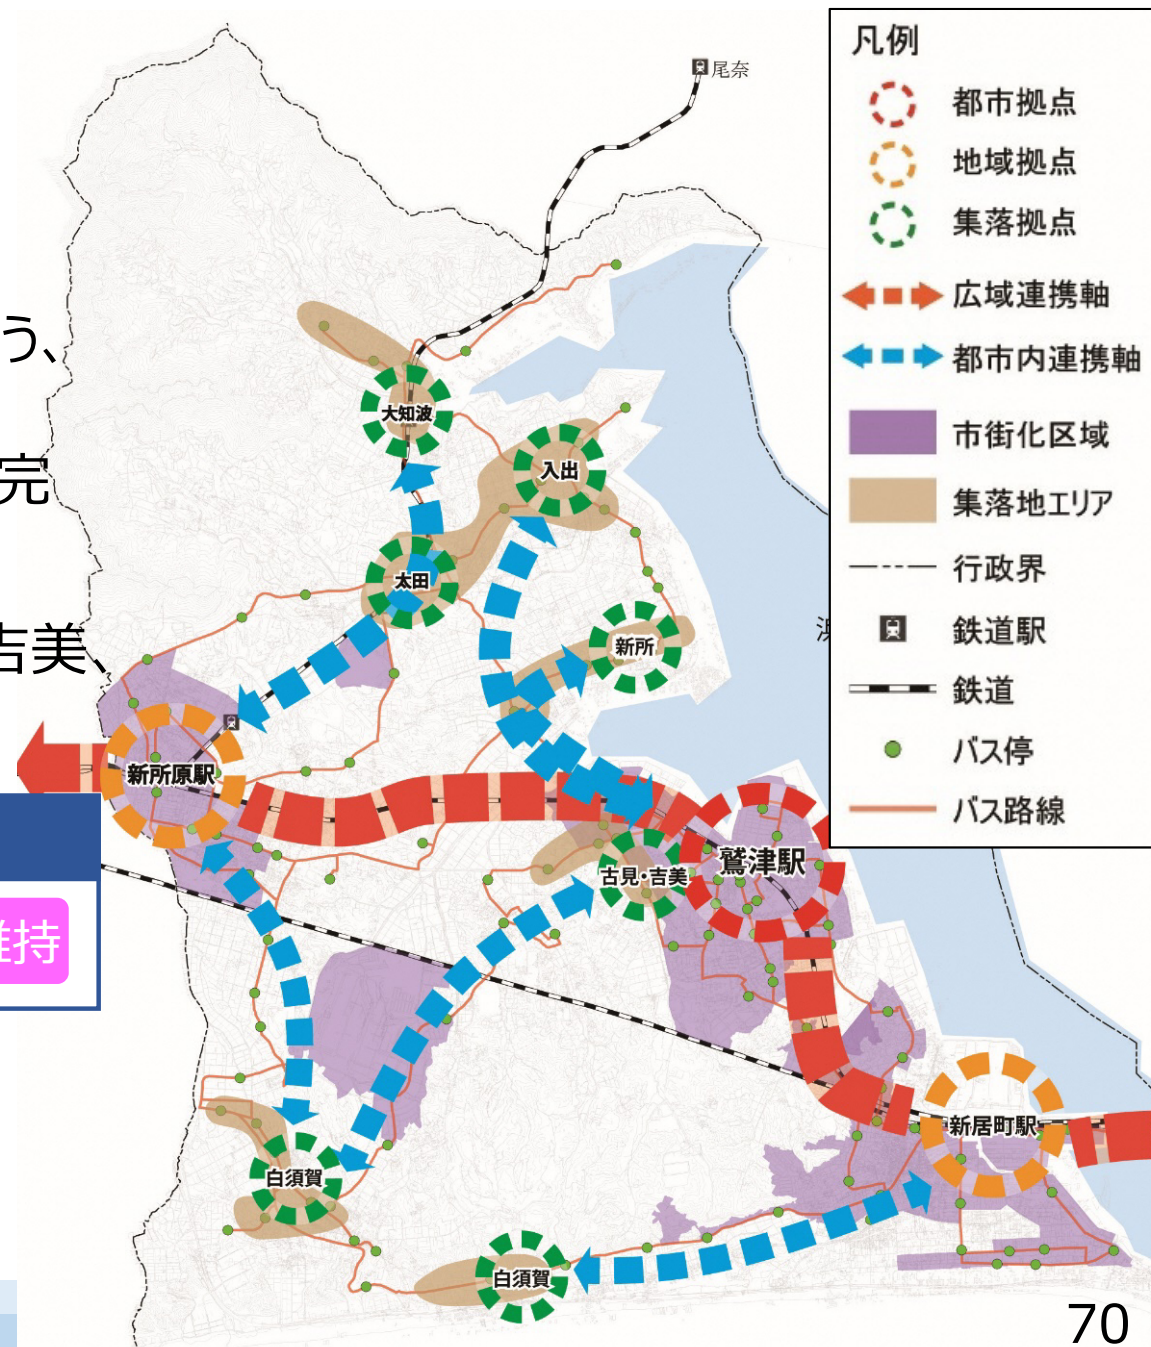 尾奈
凡例
都市拠点
地域拠点
集落拠点
広域連携軸
都市内連携軸
市街化区域
集落地エリア
行政界
鉄道駅
鉄道
バス停
バス路線
う、
完
吉美、
維持
大知波
入出
太田
新所
新所原駅
古見・吉美
鷲津駅
新居町駅
白須賀
白須賀
70